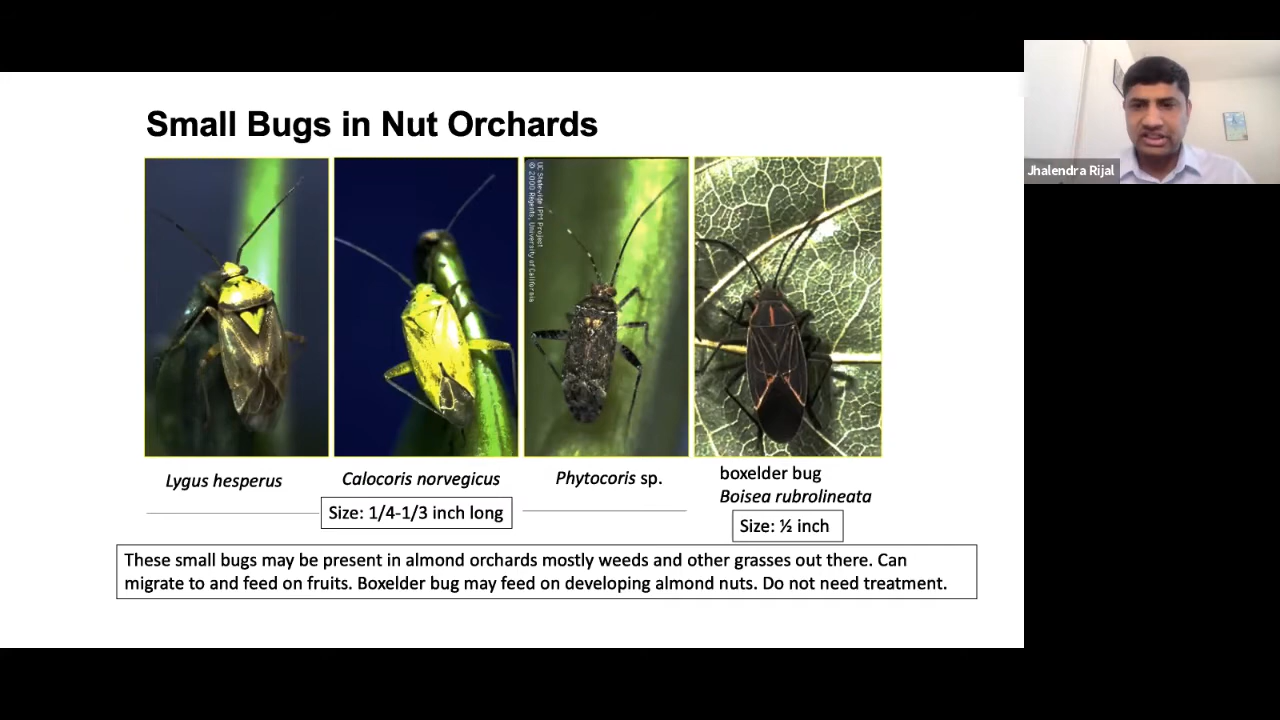 Small Bugs in Nut Orchards
Jhalendra Rijal
UC Statewide IPM Project
© 2000 Regents, University of California
Lygus hesperus
Calocoris norvegicus
Phytocoris sp.
boxelder bug
Boisea rubrolineata
Size: 1/4-1/3 inch long
Size: ½ inch
These small bugs may be present in almond orchards mostly weeds and other grasses out there. Can
migrate to and feed on fruits. Boxelder bug may feed on developing almond nuts. Do not need treatment.